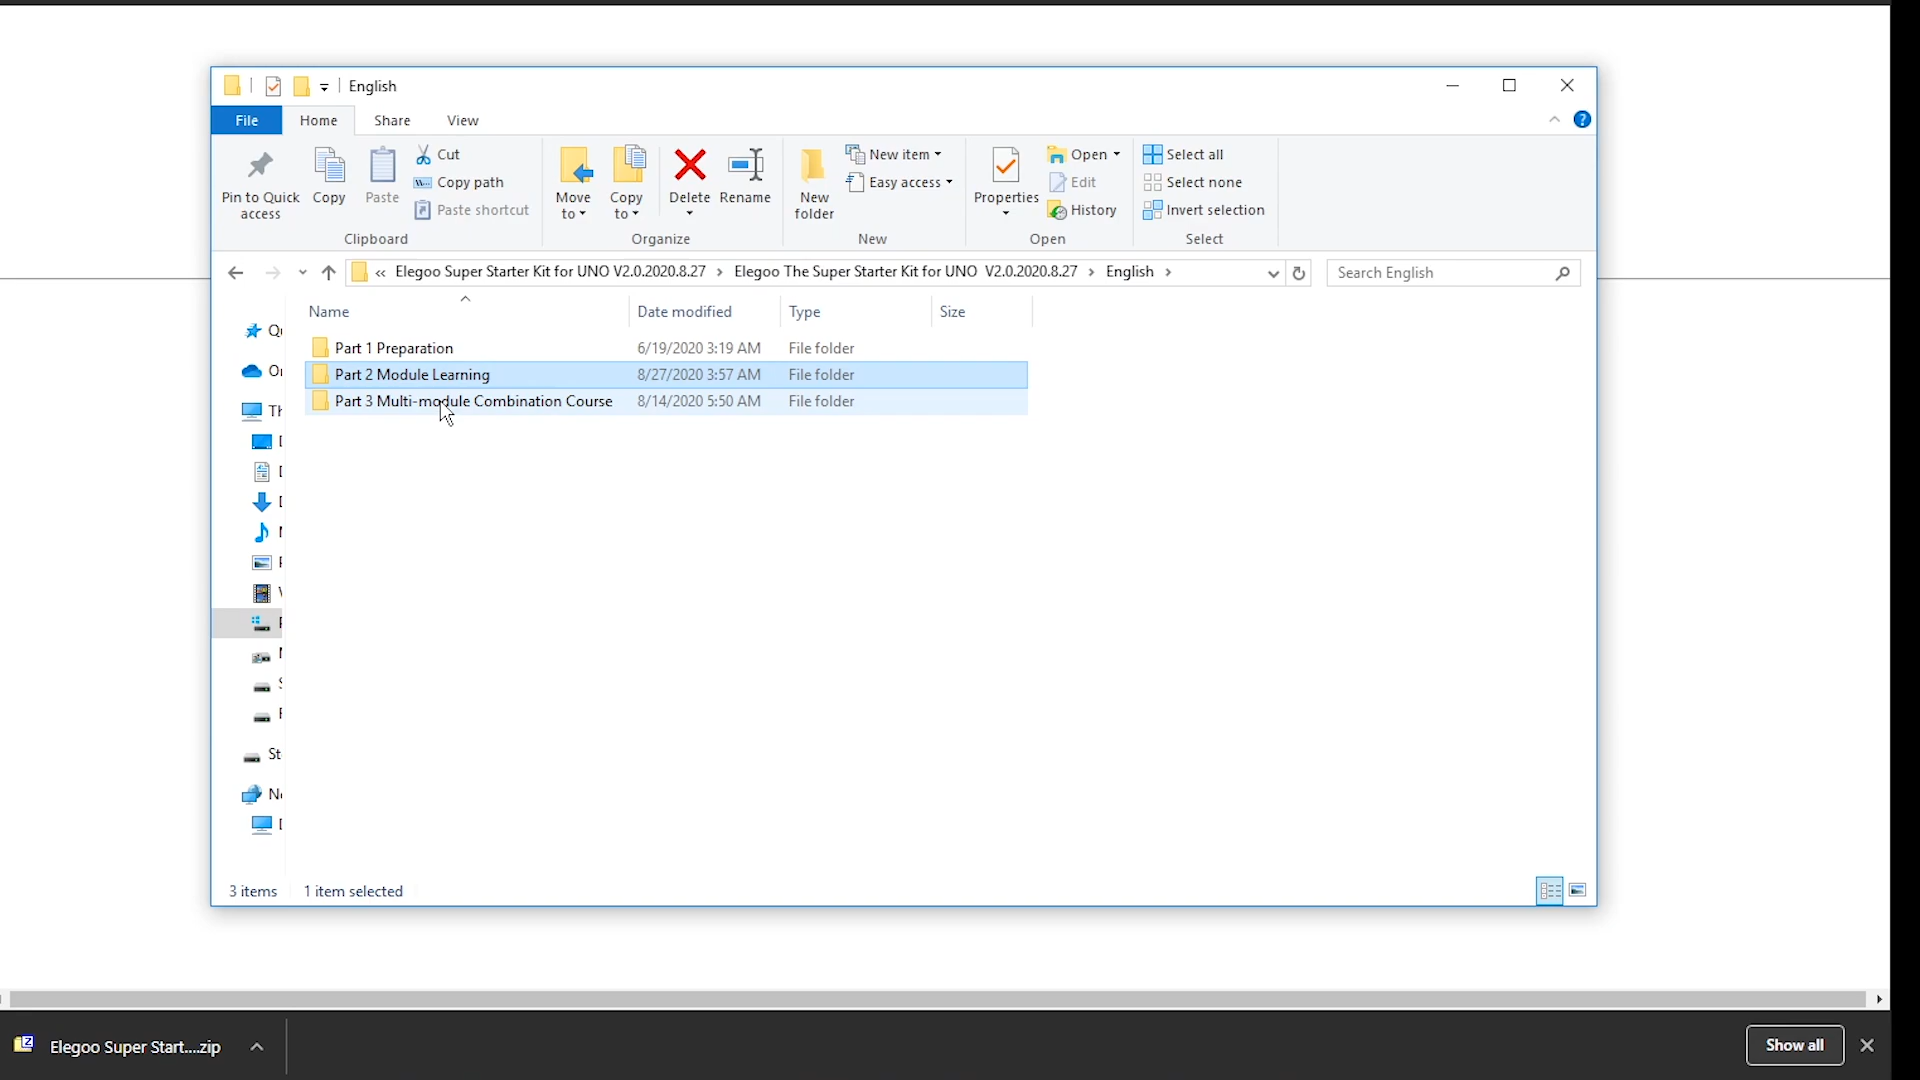 English
File
Home
Share
View
Pin to Quick access
Copy
Paste
Cut
Copy path
Paste shortcut
Clipboard
Move to
Copy to
Delete
Rename
Organize
New folder
New item
Easy access
New
Properties
Open
Edit
History
Open
Select all
Select none
Invert selection
Select
« Elegoo Super Starter Kit for UNO V2.0.2020.8.27 › Elegoo The Super Starter Kit for UNO V2.0.2020.8.27 › English ›
Search English
Name Date modified Type Size
Part 1 Preparation 6/19/2020 3:19 AM File folder
Part 2 Module Learning 8/27/2020 3:57 AM File folder
Part 3 Multi-module Combination Course 8/14/2020 5:50 AM File folder
3 items 1 item selected
Elegoo Super Start....zip
Show all